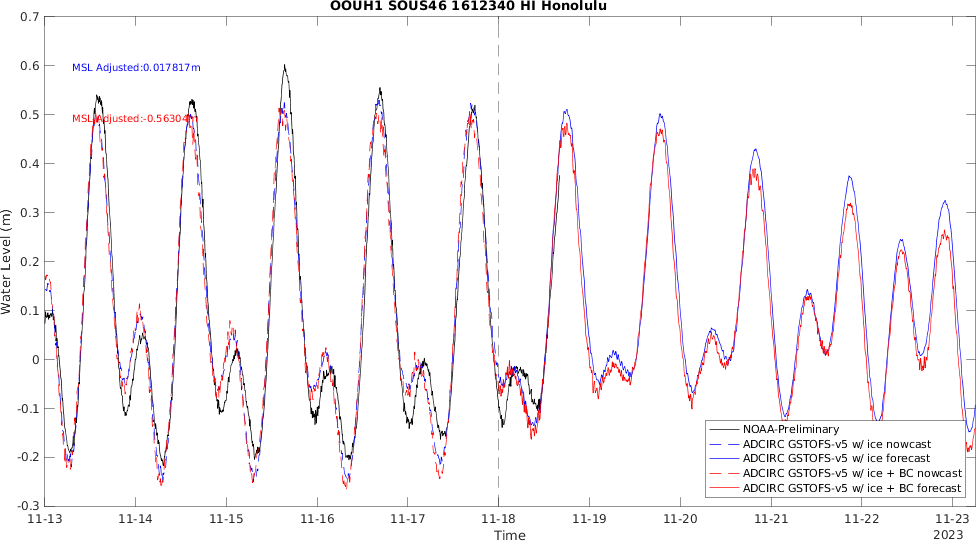 OOUH1 SOUS46 1612340 HI Honolulu
0.7
0.6
0.5
0.4
0.3
0.2
0.1
0
-0.1
-0.2
-0.3
Water Level (m)
MSL Adjusted:0.017817m
MSL Adjusted:-0.56304
NOAA-Preliminary
ADCIRC GSTOFS-v5 w/ ice nowcast
ADCIRC GSTOFS-v5 w/ ice forecast
ADCIRC GSTOFS-v5 w/ ice + BC nowcast
ADCIRC GSTOFS-v5 w/ ice + BC forecast
11-13 11-14 11-15 11-16 11-17 11-18 11-19 11-20 11-21 11-22 11-23
2023
Time